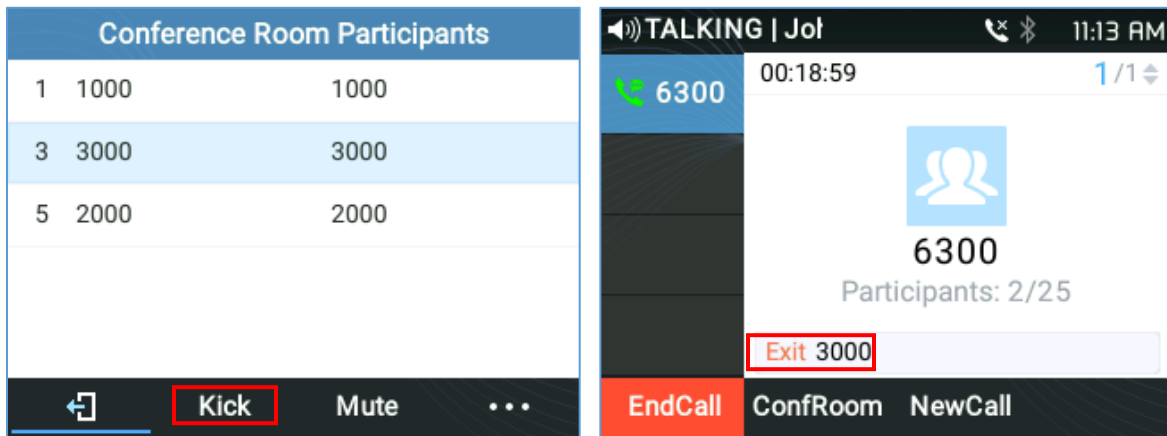 Conference Room Participants
1 1000 1000
3 3000 3000
5 2000 2000
Kick Mute ...
TALKING | Joł 11:13 AM
6300
00:18:59 1/1
6300
Participants: 2/25
Exit 3000
EndCall ConfRoom NewCall